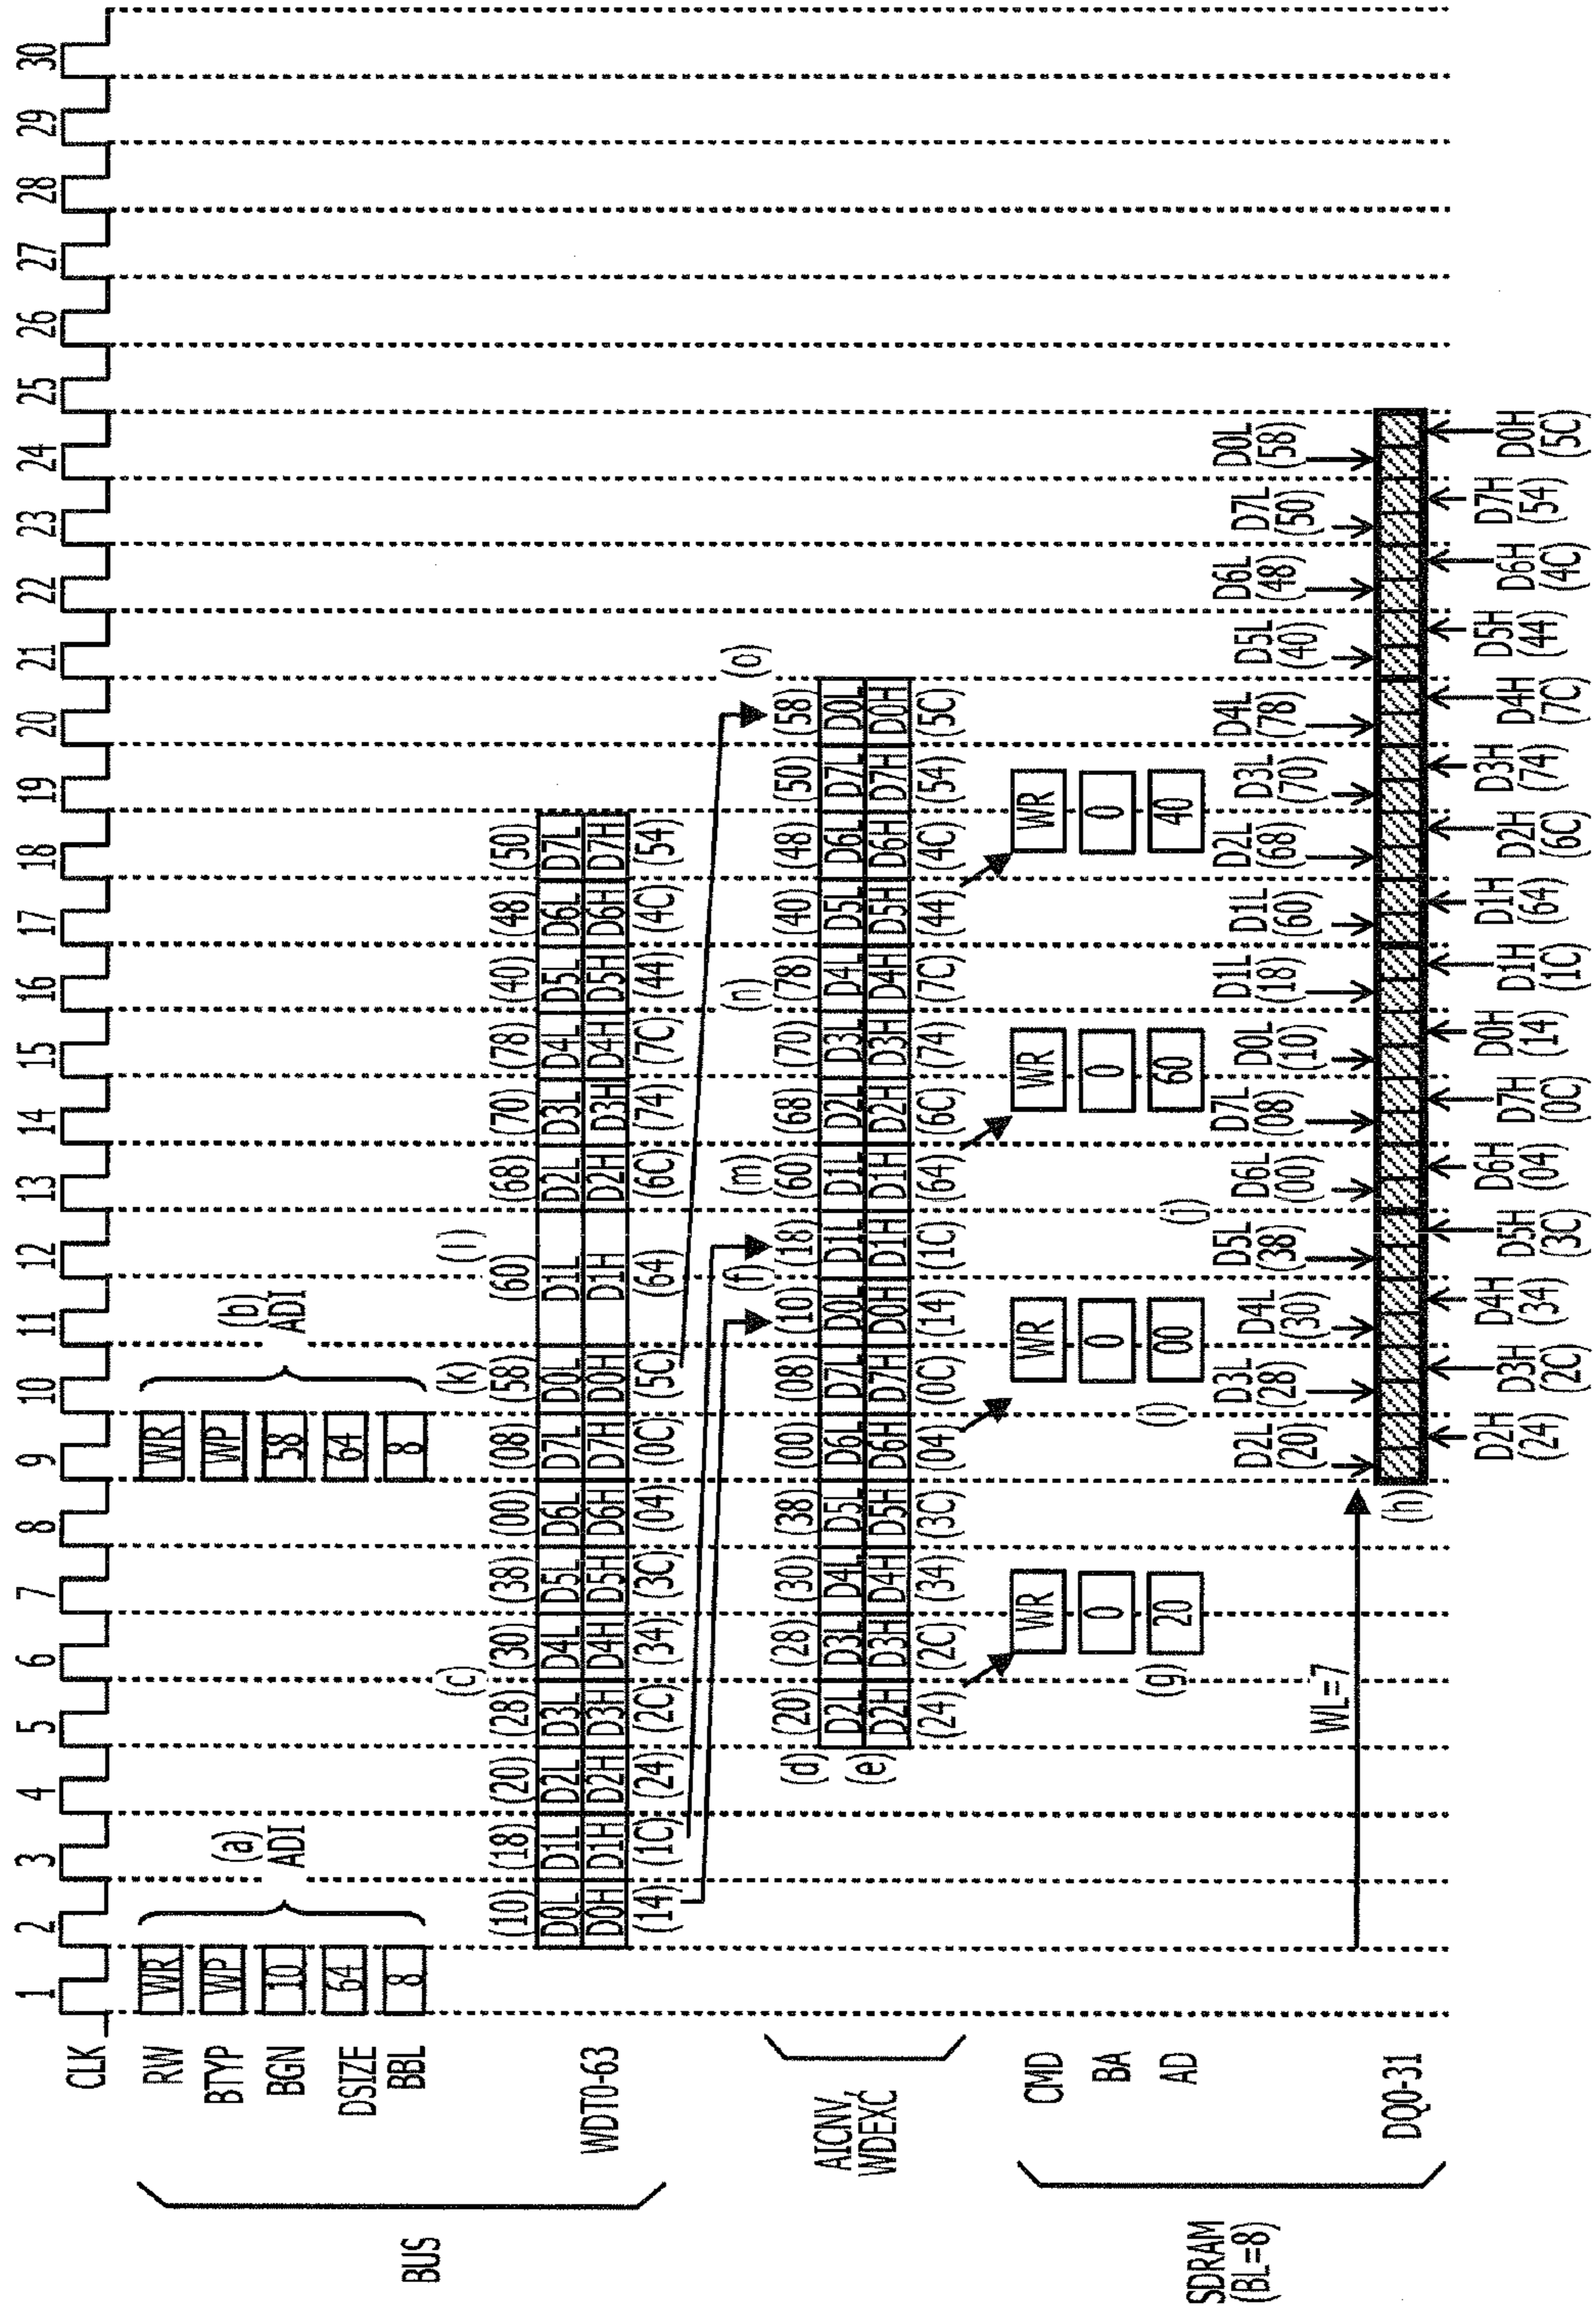 1 2 3 4 5 6 7 8 9 10 11 12 13 14 15 16 17 18 19 20 21 22 23 24 25 26 27 28 29 30
CLK
RW WR WR
BTYP WP WP
BGN 10 58
DSIZE 64 64
BBL 8 8
(a) ADI
(b) ADI
BUS
(c) (k) (l)
(10) (18) (20) (28) (30) (38) (00) (08) (58) (60) (68) (70) (78) (40) (48) (50)
D0L D1L D2L D3L D4L D5L D6L D7L D0L D1L D2L D3L D4L D5L D6L D7L
WDT0-63
D0H D1H D2H D3H D4H D5H D6H D7H D0H D1H D2H D3H D4H D5H D6H D7H
(14) (1C) (24) (2C) (34) (3C) (04) (0C) (5C) (64) (6C) (74) (7C) (44) (4C) (54)
(f) (m) (n) (o)
(d) (20) (28) (30) (38) (00) (08) (10) (18) (60) (68) (70) (78) (40) (48) (50) (58)
AICNV,
WDEXC
D2L D3L D4L D5L D6L D7L D0L D1L D1L D2L D3L D4L D5L D6L D7L D0L
(e) D2H D3H D4H D5H D6H D7H D0H D1H D1H D2H D3H D4H D5H D6H D7H D0H
(24) (2C) (34) (3C) (04) (0C) (14) (1C) (64) (6C) (74) (7C) (44) (4C) (54) (5C)
CMD WR WR WR WR
BA 0 0 0 0
AD (g) 20 (i) 00 (j) 60 40
SDRAM
(BL=8)
D2L D3L D4L D5L D6L D7L D0L D1L D1L D2L D3L D4L D5L D6L D7L D0L
(20) (28) (30) (38) (00) (08) (10) (18) (60) (68) (70) (78) (40) (48) (50) (58)
WL=7
DQ0-31 (h)
D2H D3H D4H D5H D6H D7H D0H D1H D1H D2H D3H D4H D5H D6H D7H D0H
(24) (2C) (34) (3C) (04) (0C) (14) (1C) (64) (6C) (74) (7C) (44) (4C) (54) (5C)